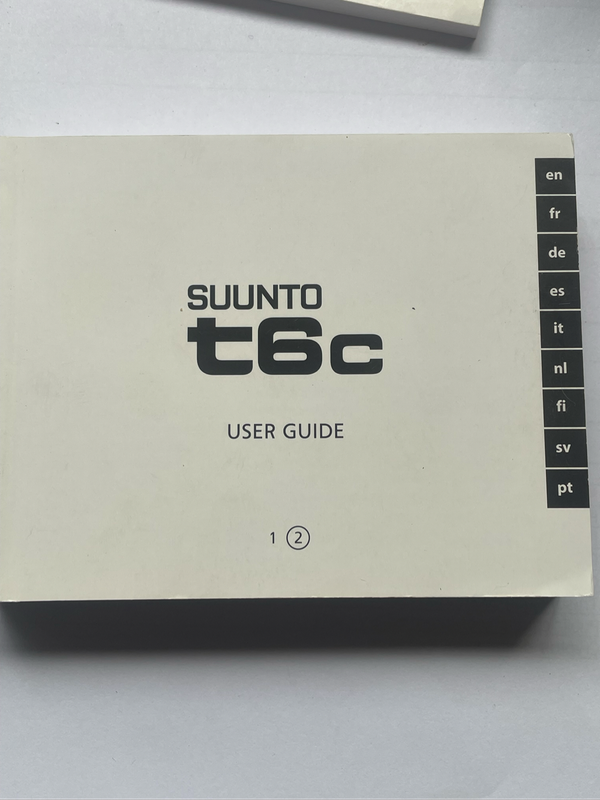 SUUNTO
t6c
USER GUIDE
1 2
en
fr
de
es
it
nl
fi
sv
pt